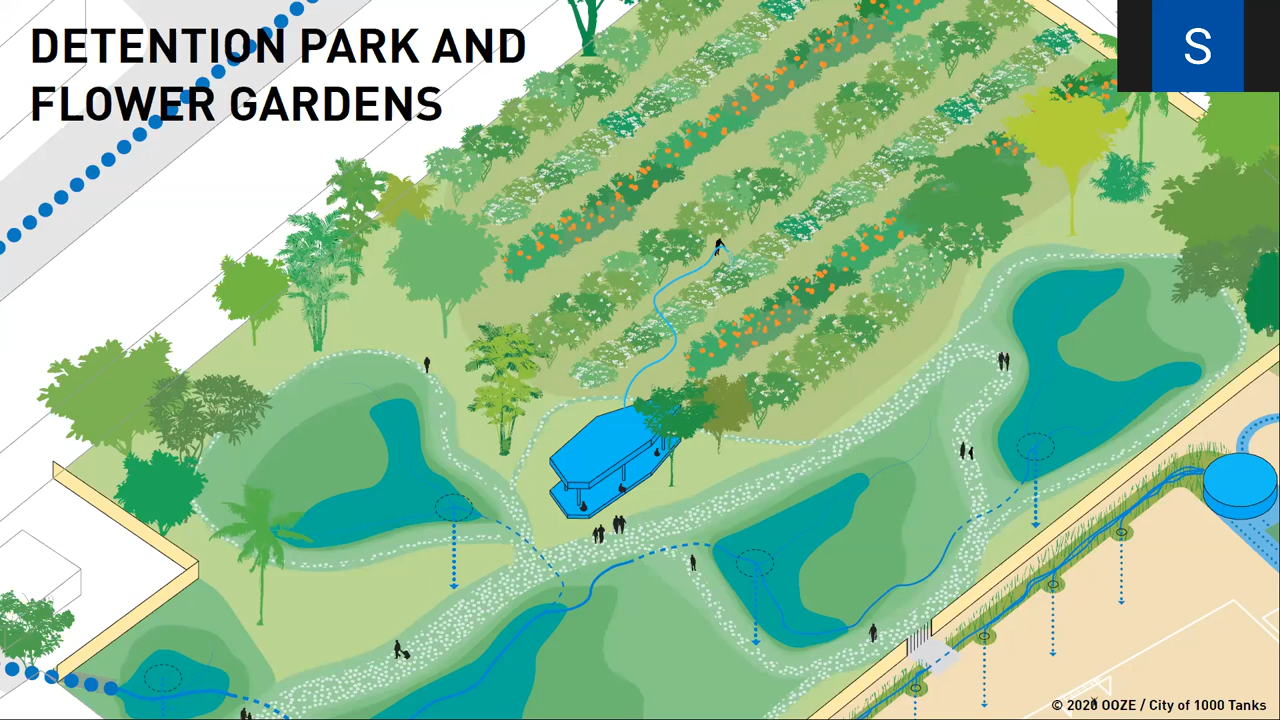 DETENTION PARK AND
FLOWER GARDENS
S
© 2020 OOZE / City of 1000 Tanks